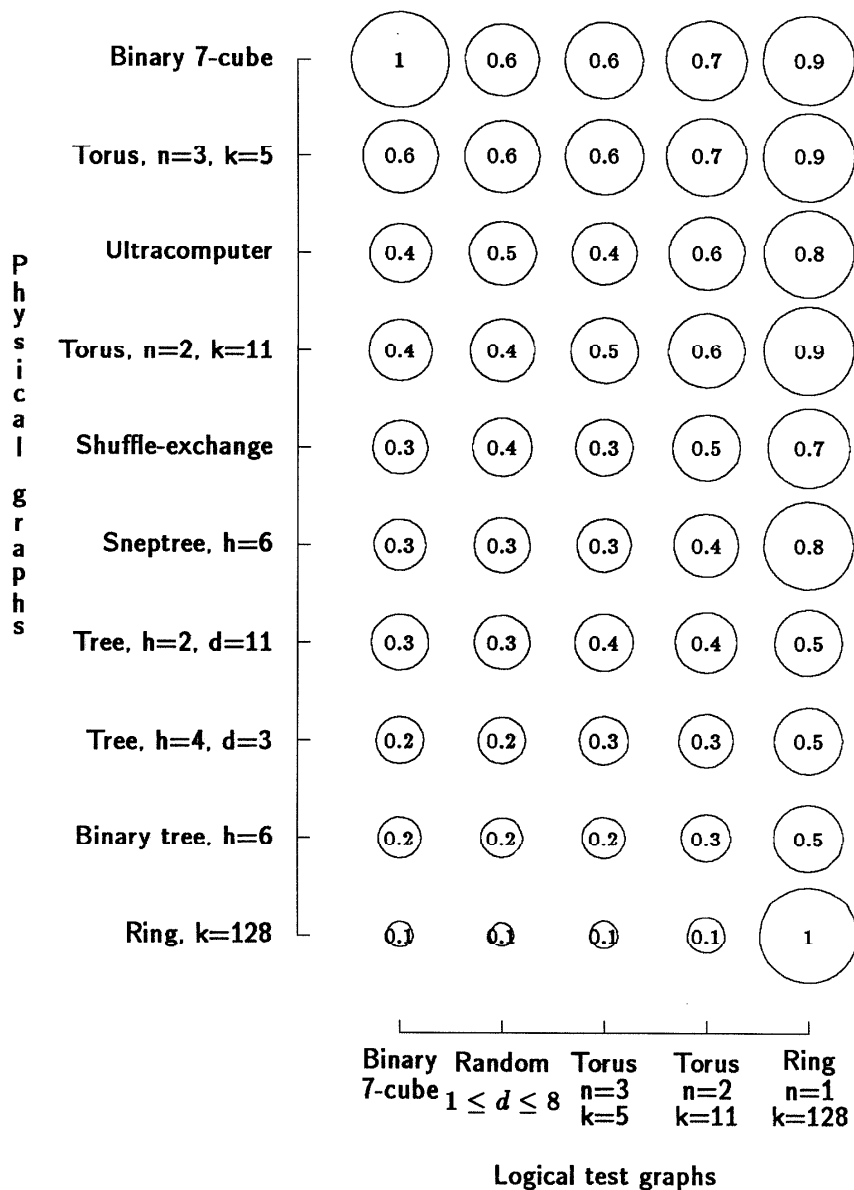 Physical graphs
Binary 7-cube 1 0.6 0.6 0.7 0.9
Torus, n=3, k=5 0.6 0.6 0.6 0.7 0.9
Ultracomputer 0.4 0.5 0.4 0.6 0.8
Torus, n=2, k=11 0.4 0.4 0.5 0.6 0.9
Shuffle-exchange 0.3 0.4 0.3 0.5 0.7
Sneptree, h=6 0.3 0.3 0.3 0.4 0.8
Tree, h=2, d=11 0.3 0.3 0.4 0.4 0.5
Tree, h=4, d=3 0.2 0.2 0.3 0.3 0.5
Binary tree, h=6 0.2 0.2 0.2 0.3 0.5
Ring, k=128 0.1 0.1 0.1 0.1 1
Binary Random Torus Torus Ring
7-cube 1 ≤ d ≤ 8 n=3 n=2 n=1
k=5 k=11 k=128
Logical test graphs